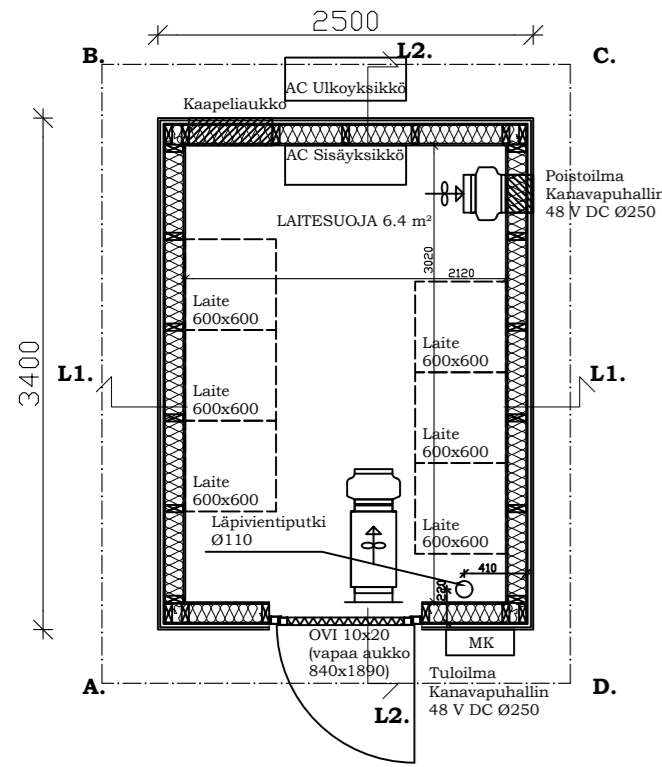 2500
B.
L2.
C.
AC Ulkoyksikkö
Kaapeliaukko
AC Sisäyksikkö
Poistoilma
Kanavapuhallin
48 V DC Ø250
LAITESUOJA 6.4 m²
3020
2120
3400
Laite
600x600
Laite
600x600
L1.
L1.
Laite
600x600
Laite
600x600
Laite
600x600
Laite
600x600
Läpivientiputki
Ø110
410
220
OVI 10x20
(vapaa aukko
840x1890)
MK
A.
Tuloilma
Kanavapuhallin
48 V DC Ø250
D.
L2.